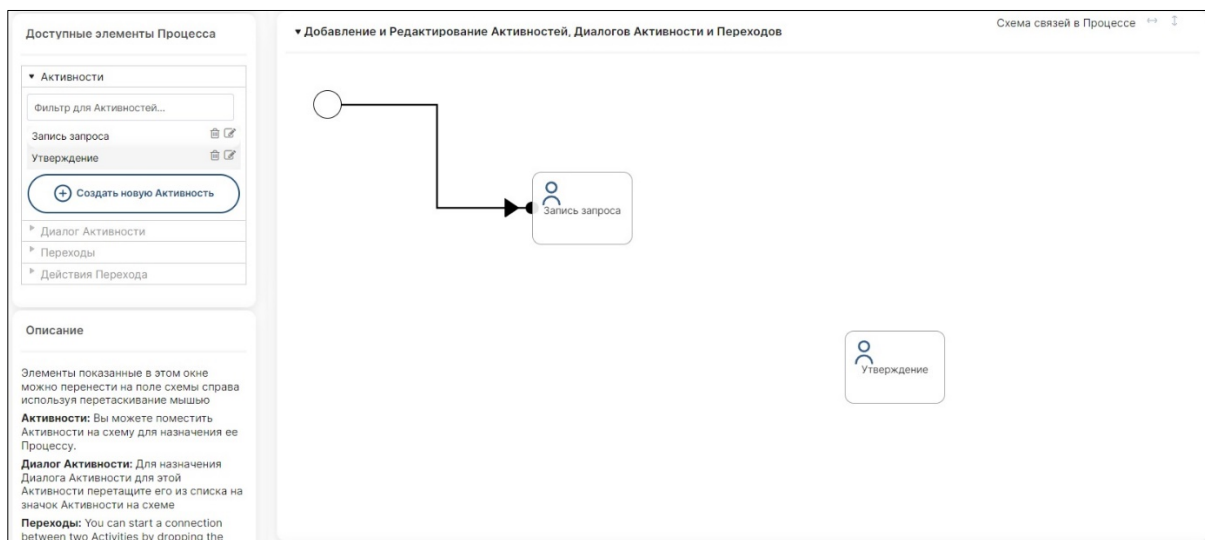 Доступные элементы Процесса
▾ Активности
Фильтр для Активностей...
Запись запроса
Утверждение
Создать новую Активность
Диалог Активности
Переходы
Действия Перехода
Описание
Элементы показанные в этом окне
можно перенести на поле схемы справа
используя перетаскивание мышью
Активности: Вы можете поместить
Активности на схему для назначения ее
Процессу.
Диалог Активности: Для назначения
Диалога Активности для этой
Активности перетащите его из списка на
значок Активности на схеме
Переходы: You can start a connection
between two Activities by dropping the
▾ Добавление и Редактирование Активностей, Диалогов Активности и Переходов
Схема связей в Процессе
Запись запроса
Утверждение